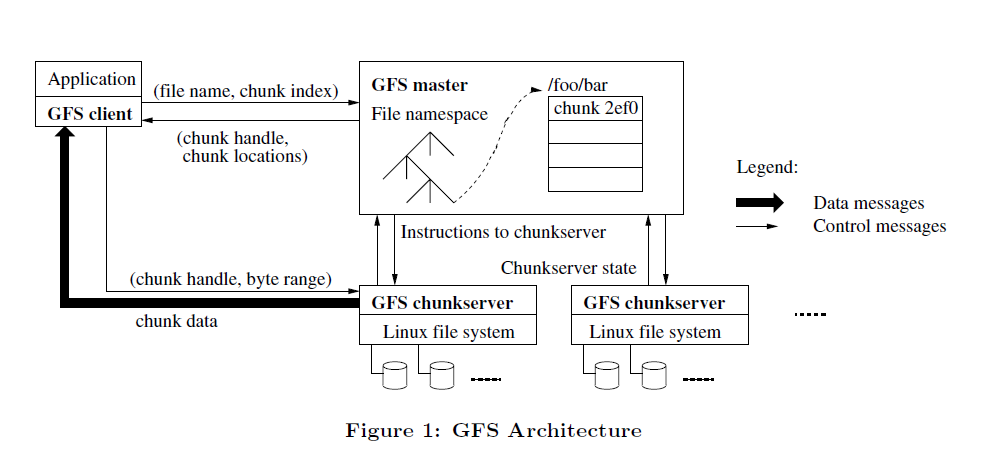 Application
GFS client
(file name, chunk index)
(chunk handle,
chunk locations)
GFS master
File namespace
/foo/bar
chunk 2ef0
Legend:
Data messages
Control messages
Instructions to chunkserver
Chunkserver state
(chunk handle, byte range)
chunk data
GFS chunkserver
Linux file system
GFS chunkserver
Linux file system
Figure 1: GFS Architecture